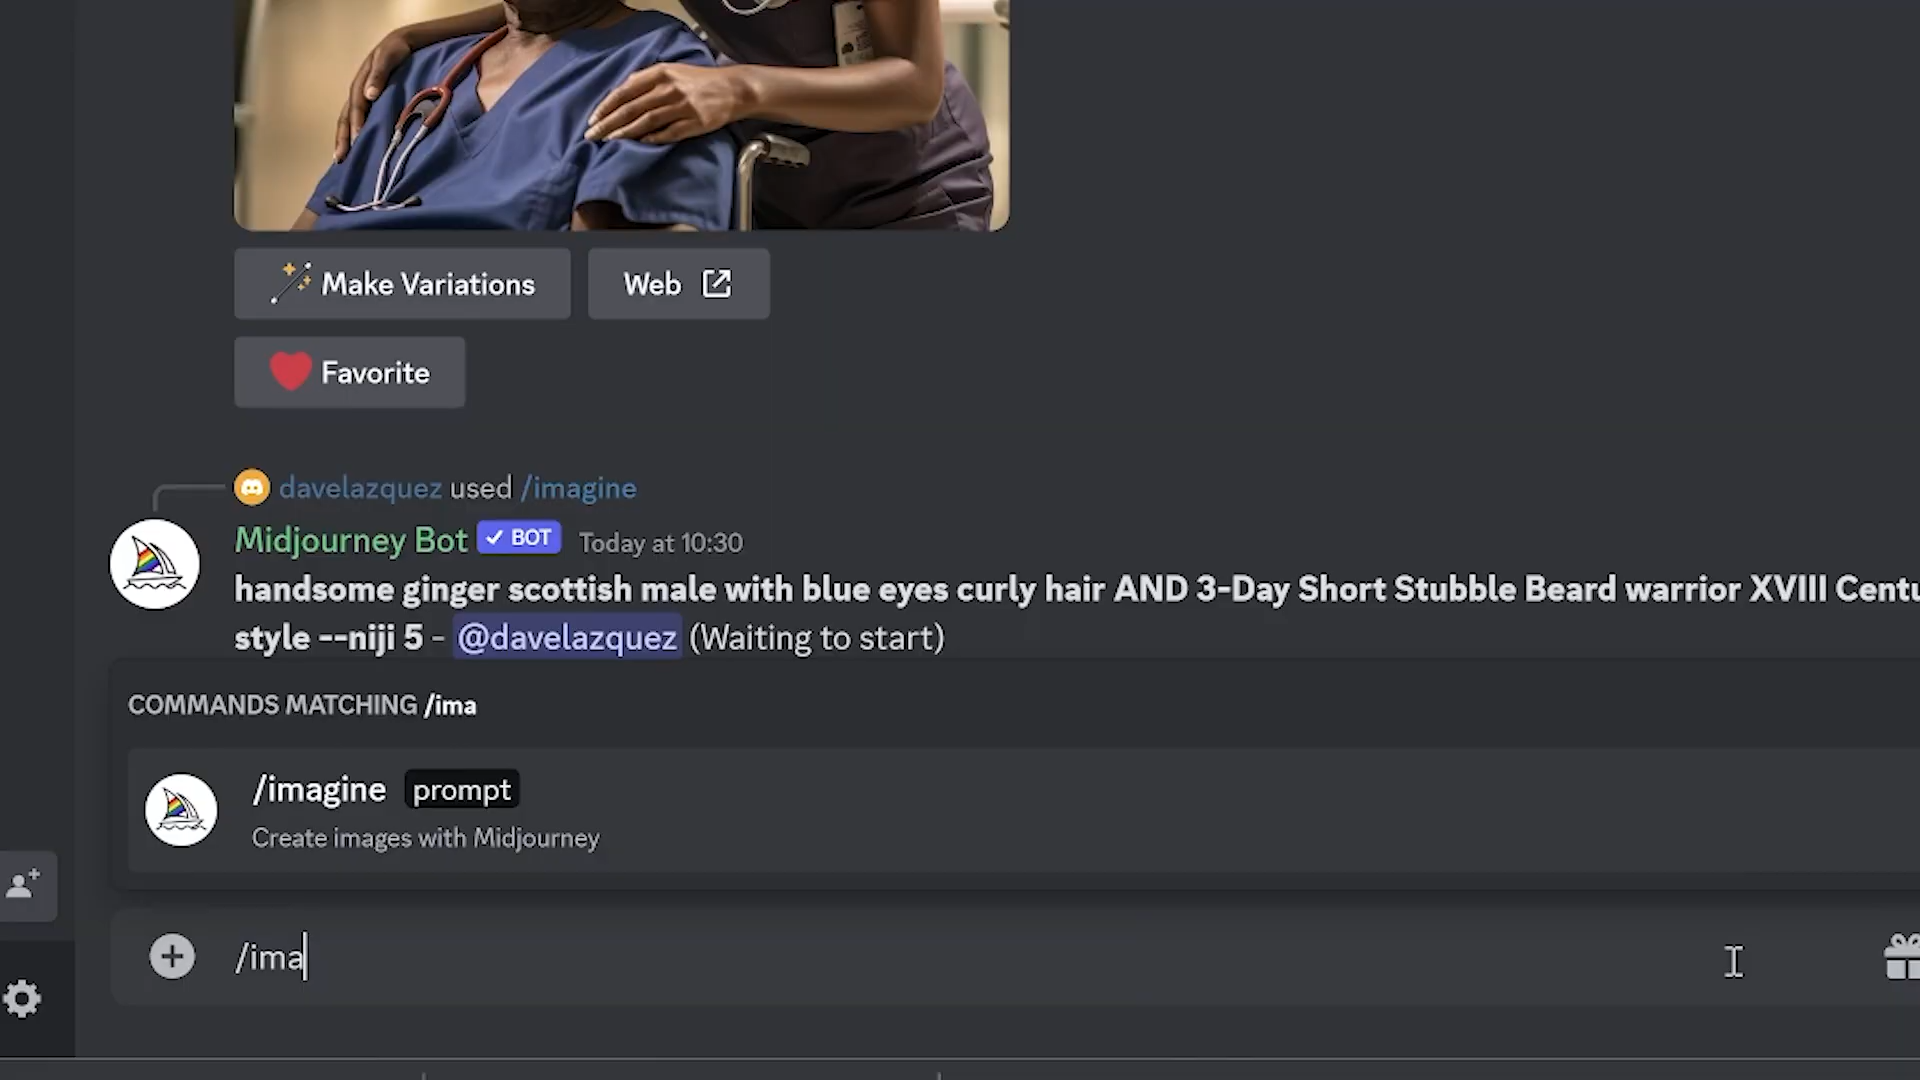 Make Variations
Web
Favorite
davelazquez used /imagine
Midjourney Bot BOT Today at 10:30
handsome ginger scottish male with blue eyes curly hair AND 3-Day Short Stubble Beard warrior XVIII Centu
style --niji 5 - @davelazquez (Waiting to start)
COMMANDS MATCHING /ima
/imagine prompt
Create images with Midjourney
/ima